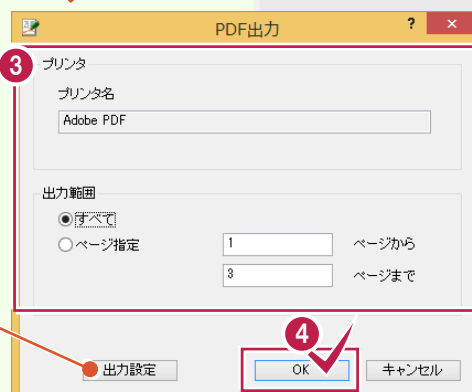 PDF出力 ? ×
3
プリンタ
プリンタ名
Adobe PDF
出力範囲
すべて
ページ指定 1 ページから
3 ページまで
4
出力設定 OK キャンセル